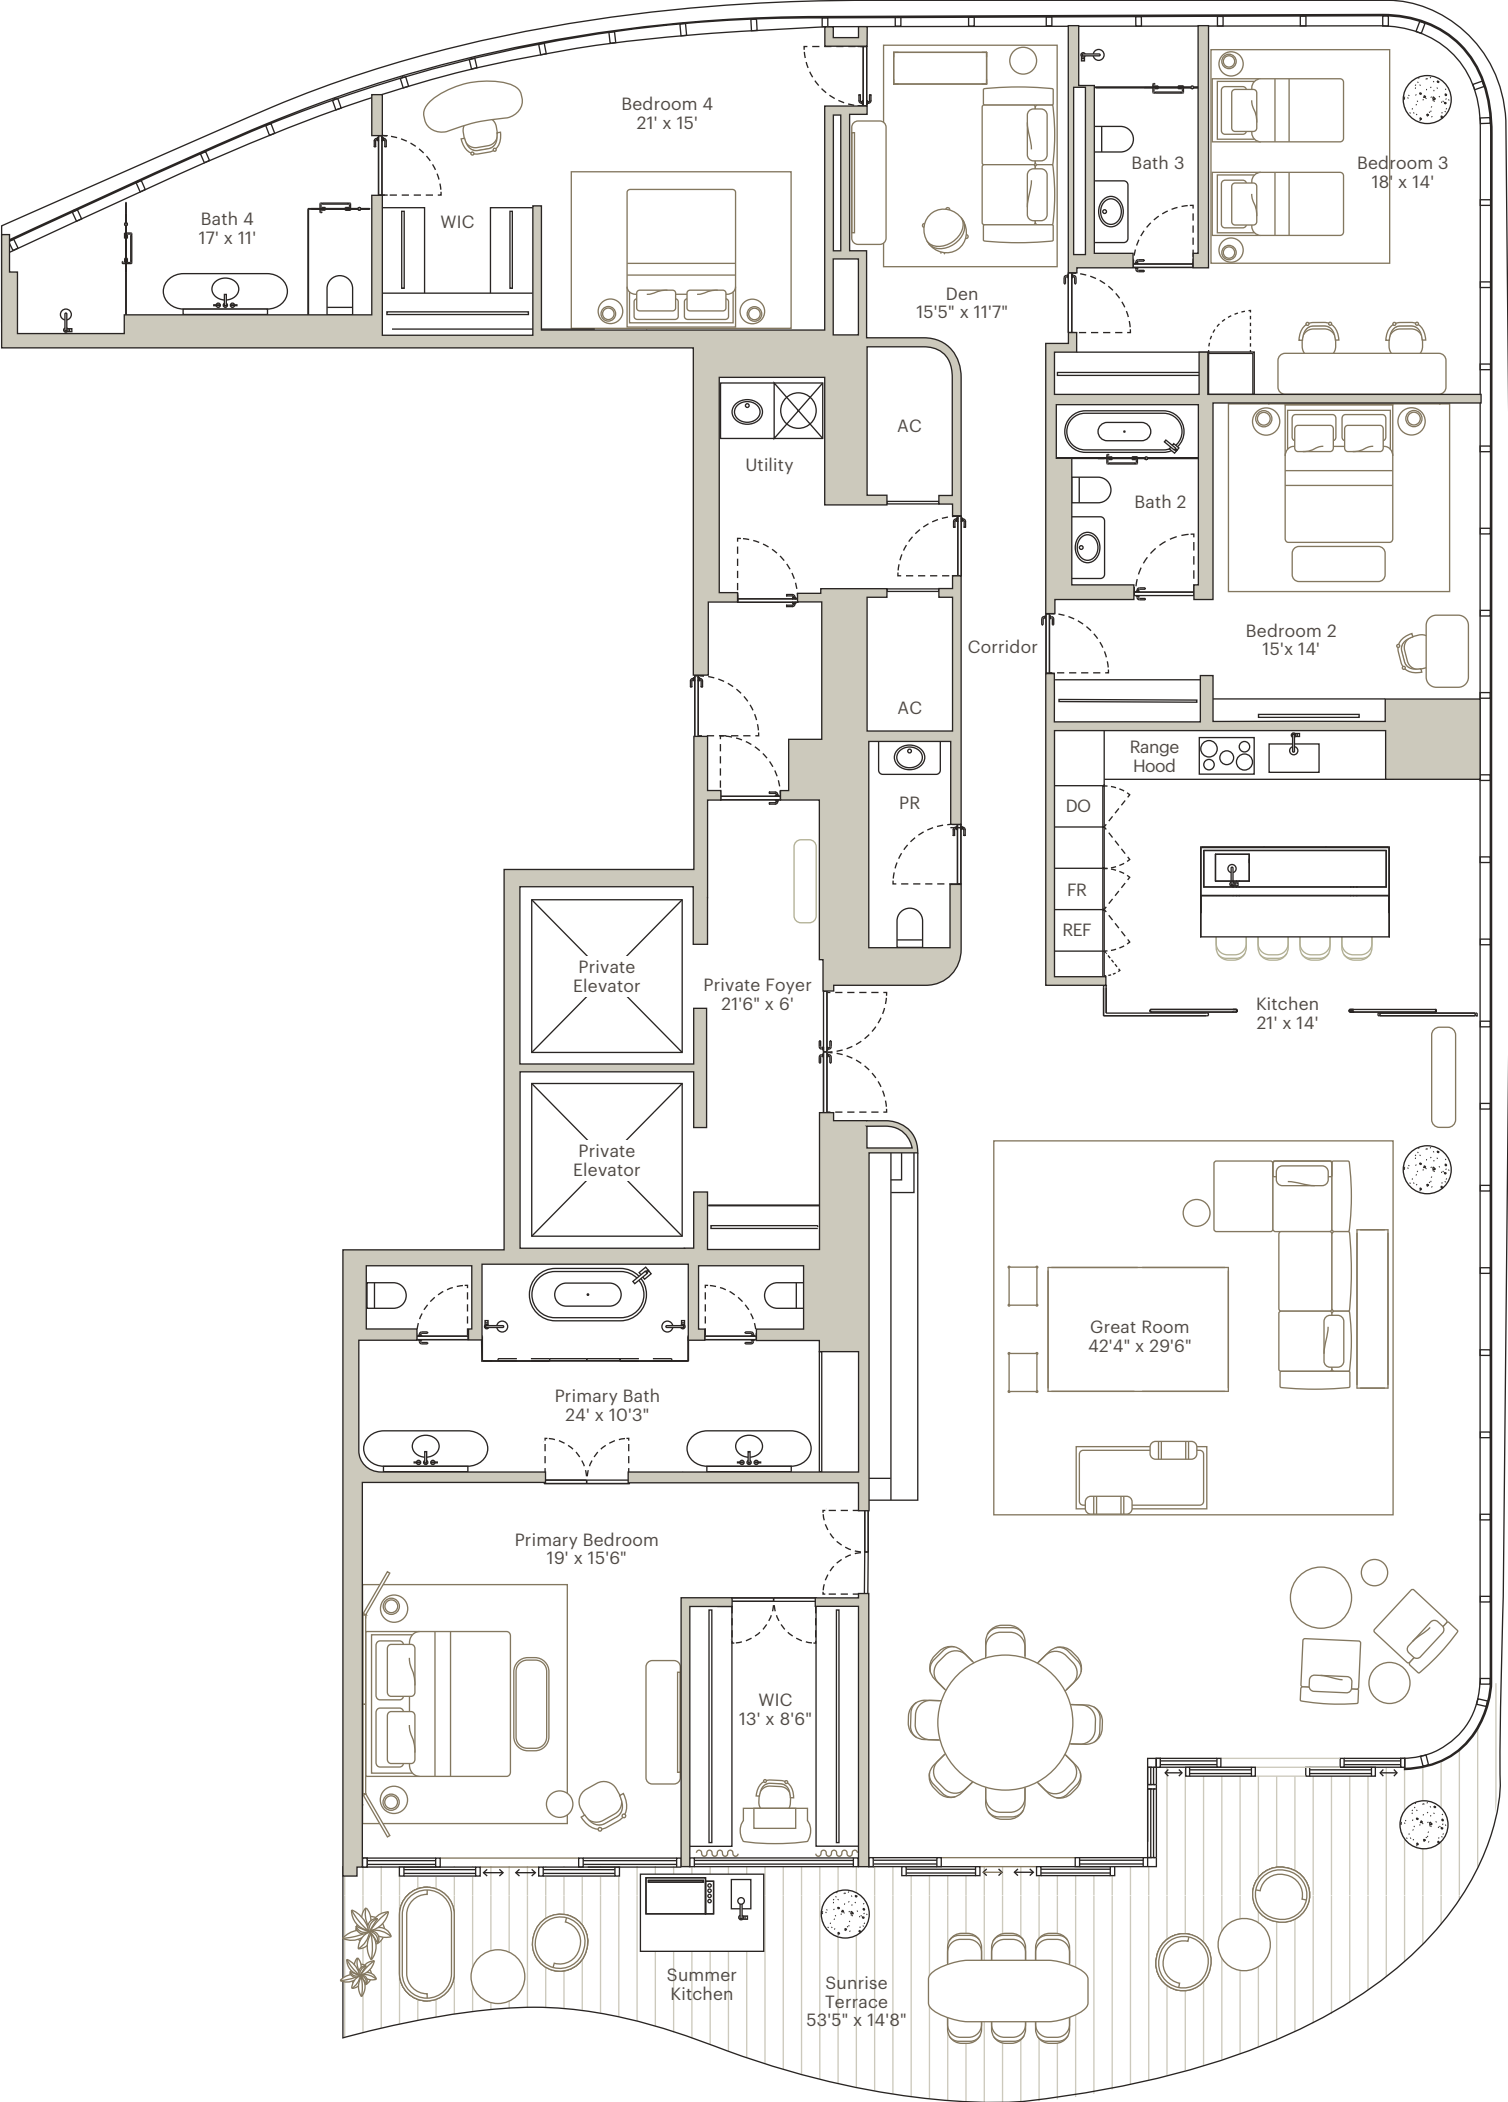 Bedroom 4
21' x 15'
Bath 3
Bedroom 3
18' x 14'
Bath 4
17' x 11'
WIC
Den
15'5" x 11'7"
AC
Utility
Bath 2
Corridor
Bedroom 2
15'x 14'
AC
Range
Hood
PR
DO
FR
REF
Private
Elevator
Private Foyer
21'6" x 6'
Kitchen
21' x 14'
Private
Elevator
Great Room
42'4" x 29'6"
Primary Bath
24' x 10'3"
Primary Bedroom
19' x 15'6"
WIC
13' x 8'6"
Summer
Kitchen
Sunrise
Terrace
53'5" x 14'8"